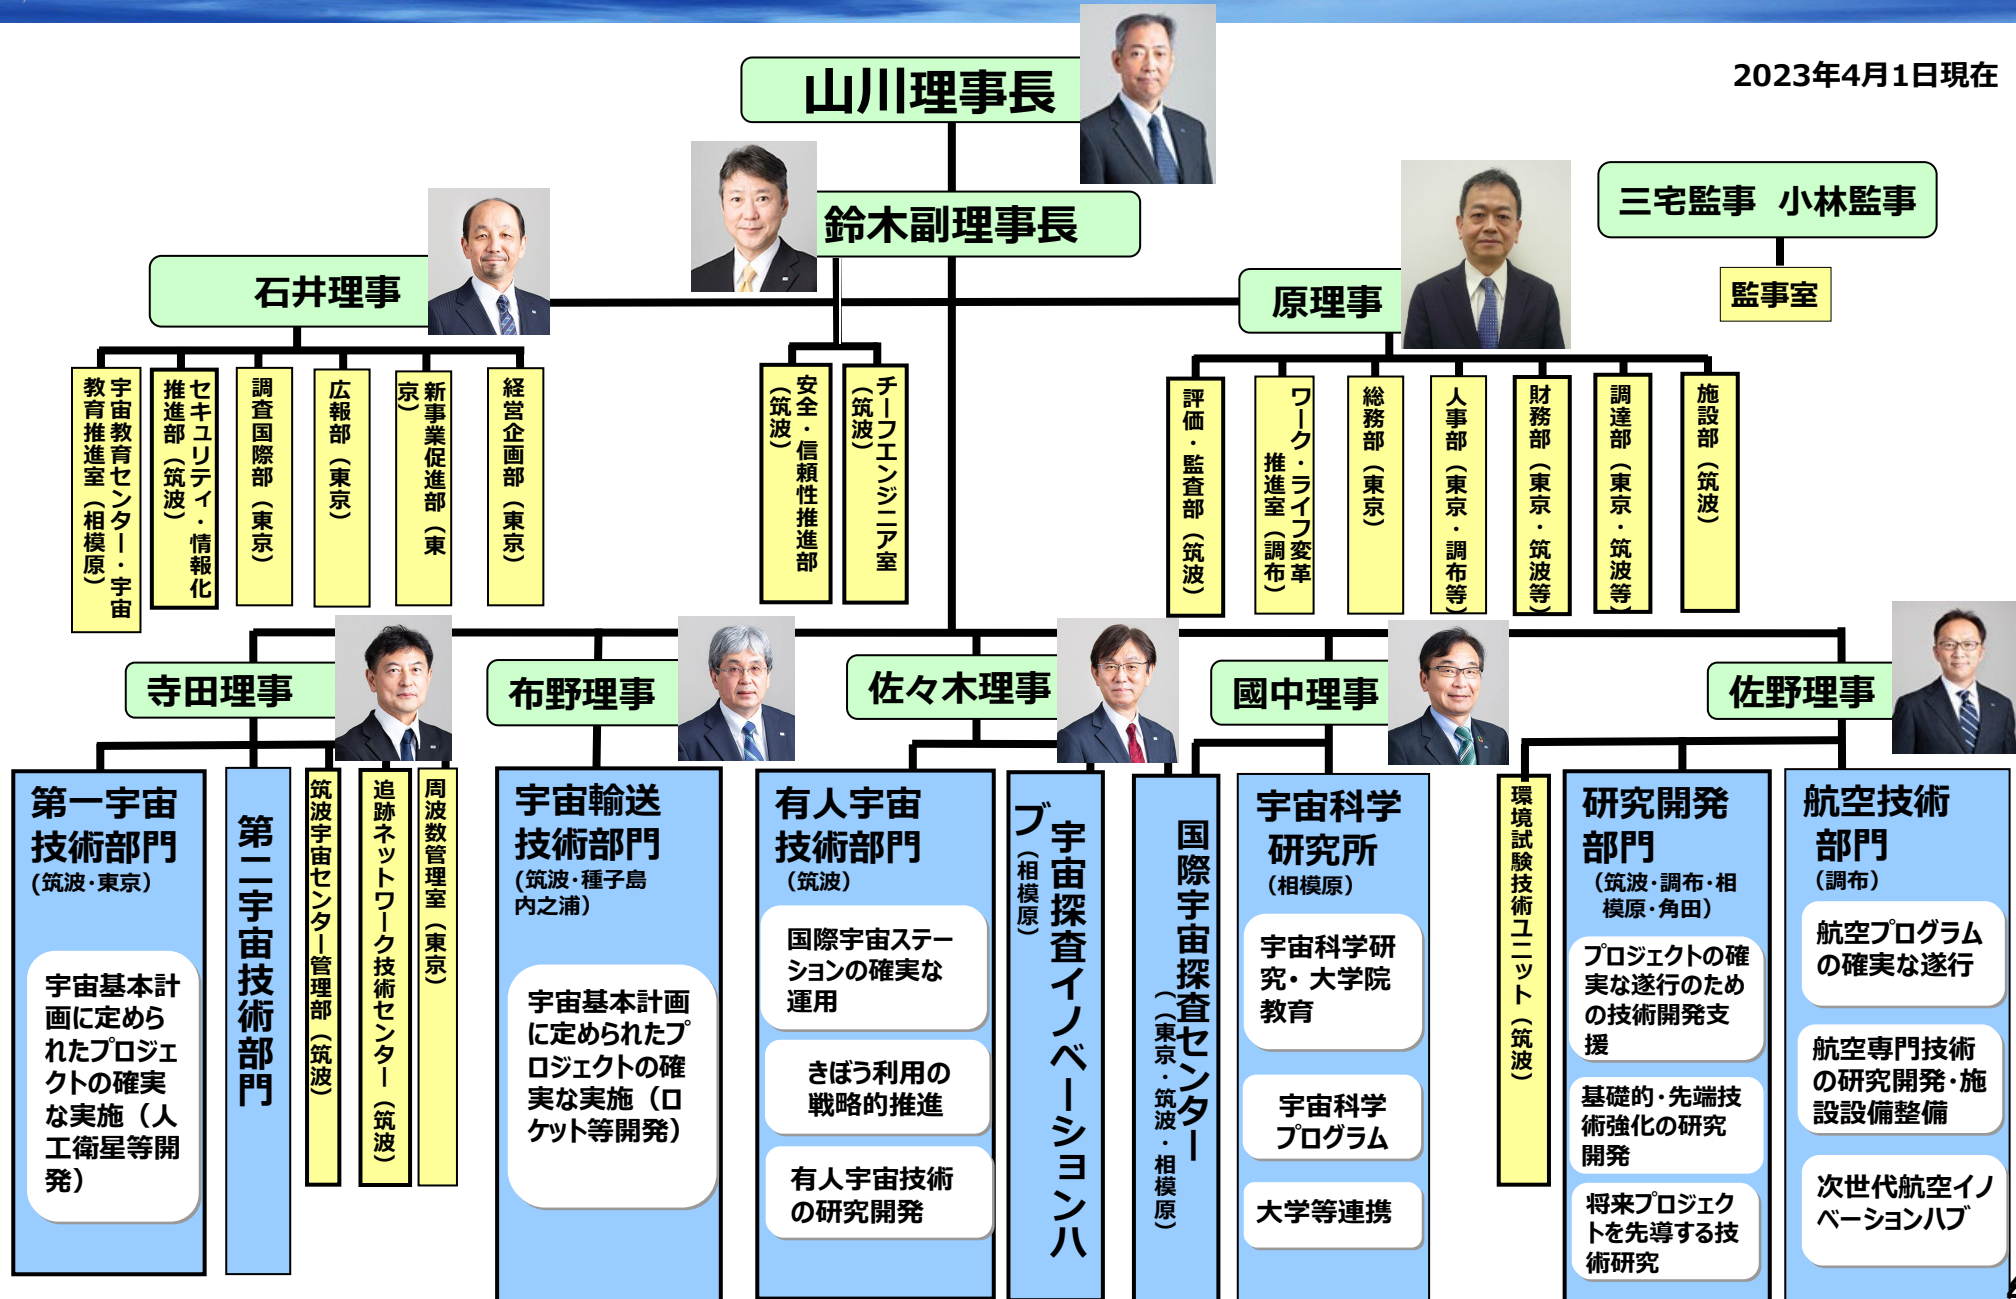 2023年4月1日現在
山川理事長
鈴木副理事長
三宅監事 小林監事
監事室
石井理事
原理事
宇宙教育センター・宇宙
教育推進室（相模原）
セキュリティ・情報化
推進部（筑波）
調査国際部（東京）
広報部（東京）
新事業促進部（東
京）
経営企画部（東京）
安全・信頼性推進部
（筑波）
チーフエンジニア室
（筑波）
評価・監査部（筑波）
ワーク・ライフ変革
推進室（調布）
総務部（東京）
人事部（東京・調布等）
財務部（東京・筑波等）
調達部（東京・筑波等）
施設部（筑波）
寺田理事
布野理事
佐々木理事
國中理事
佐野理事
第一宇宙
技術部門
(筑波･東京）
宇宙基本計
画に定めら
れたプロジェ
クトの確実
な実施（人
工衛星等開
発）
第二宇宙技術部門
筑波宇宙センター管理部（筑波）
追跡ネットワーク技術センター（筑波）
周波数管理室（東京）
宇宙輸送
技術部門
(筑波･種子島
内之浦）
宇宙基本計画
に定められたプ
ロジェクトの確
実な実施（ロ
ケット等開発）
有人宇宙
技術部門
（筑波）
国際宇宙ステー
ションの確実な
運用
きぼう利用の
戦略的推進
有人宇宙技術
の研究開発
宇宙探査イノベーションハ
ブ（相模原）
国際宇宙探査センター
（（東京・筑波・相模原）
宇宙科学
研究所
（相模原）
宇宙科学研
究･ 大学院
教育
宇宙科学
プログラム
大学等連携
環境試験技術ユニット（筑波）
研究開発
部門
（筑波･調布･相
模原･角田）
プロジェクトの確
実な遂行のため
の技術開発支
援
基礎的･先端技
術強化の研究
開発
将来プロジェク
トを先導する技
術研究
航空技術
部門
（調布）
航空プログラム
の確実な遂行
航空専門技術
の研究開発･施
設設備整備
次世代航空イノ
ベーションハブ